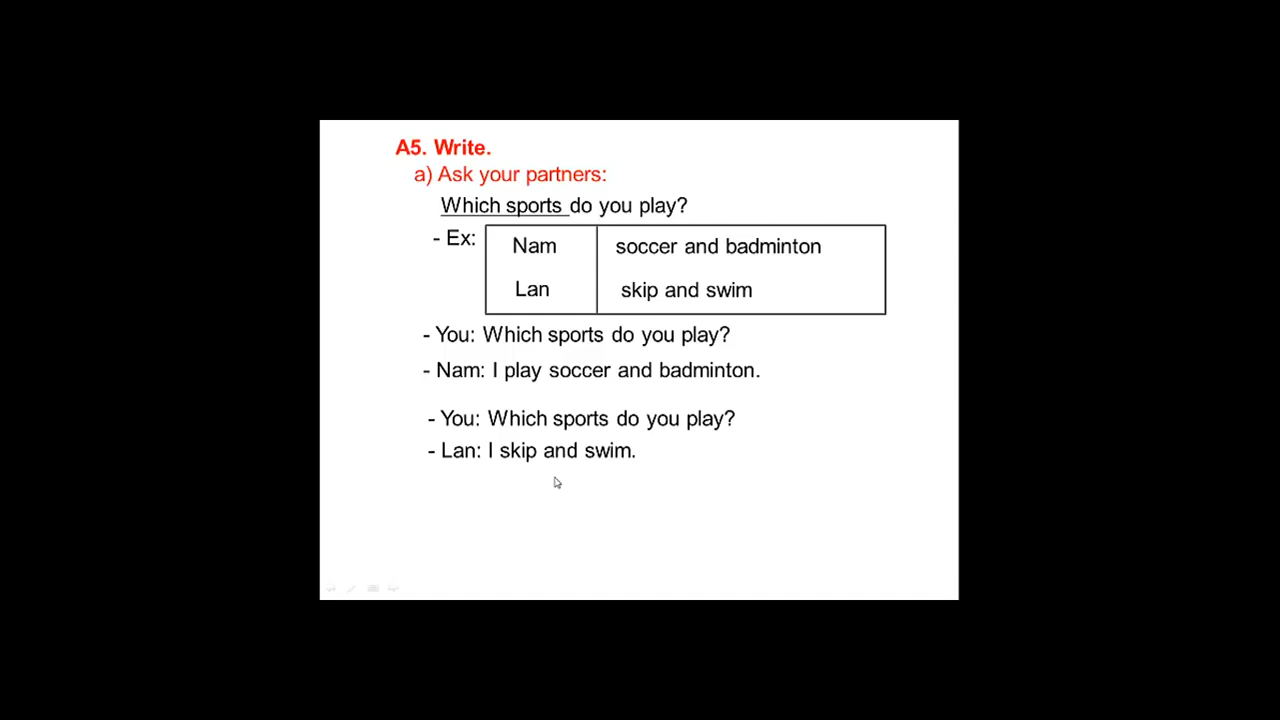 A5. Write.
a) Ask your partners:
Which sports do you play?
- Ex:
Nam soccer and badminton
Lan skip and swim
- You: Which sports do you play?
- Nam: I play soccer and badminton.
- You: Which sports do you play?
- Lan: I skip and swim.